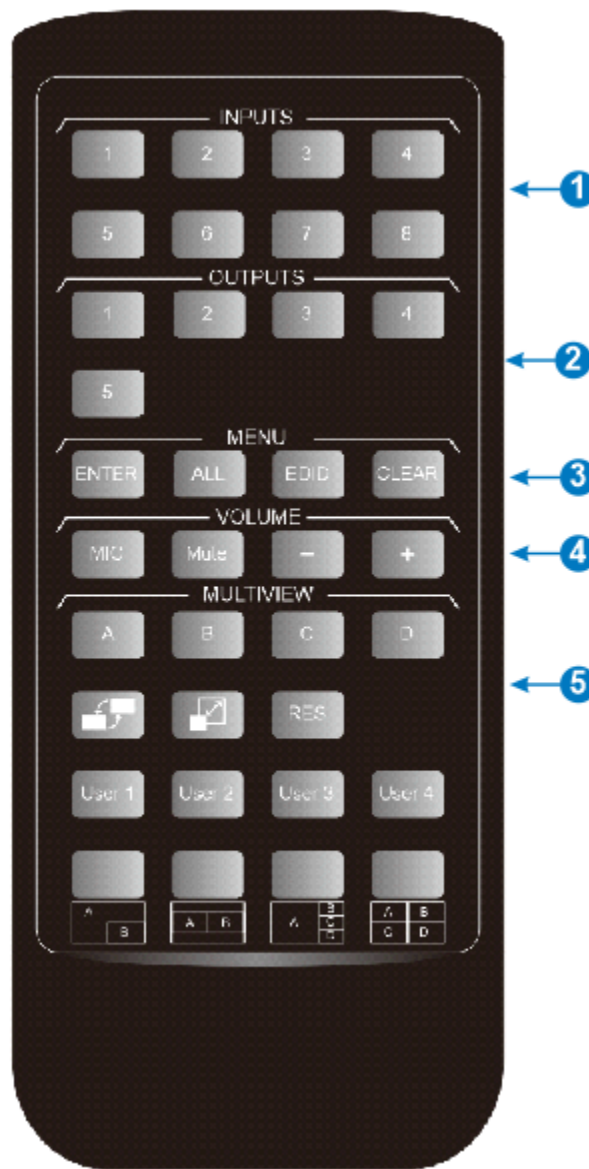 INPUTS
1 2 3 4
1
5 6 7 8
OUTPUTS
1 2 3 4
2
5
MENU
ENTER ALL EDID CLEAR
3
VOLUME
MIC Mute − +
4
MULTIVIEW
A B C D
5
RES
User 1 User 2 User 3 User 4
A B
A B
A B C D
A B C D